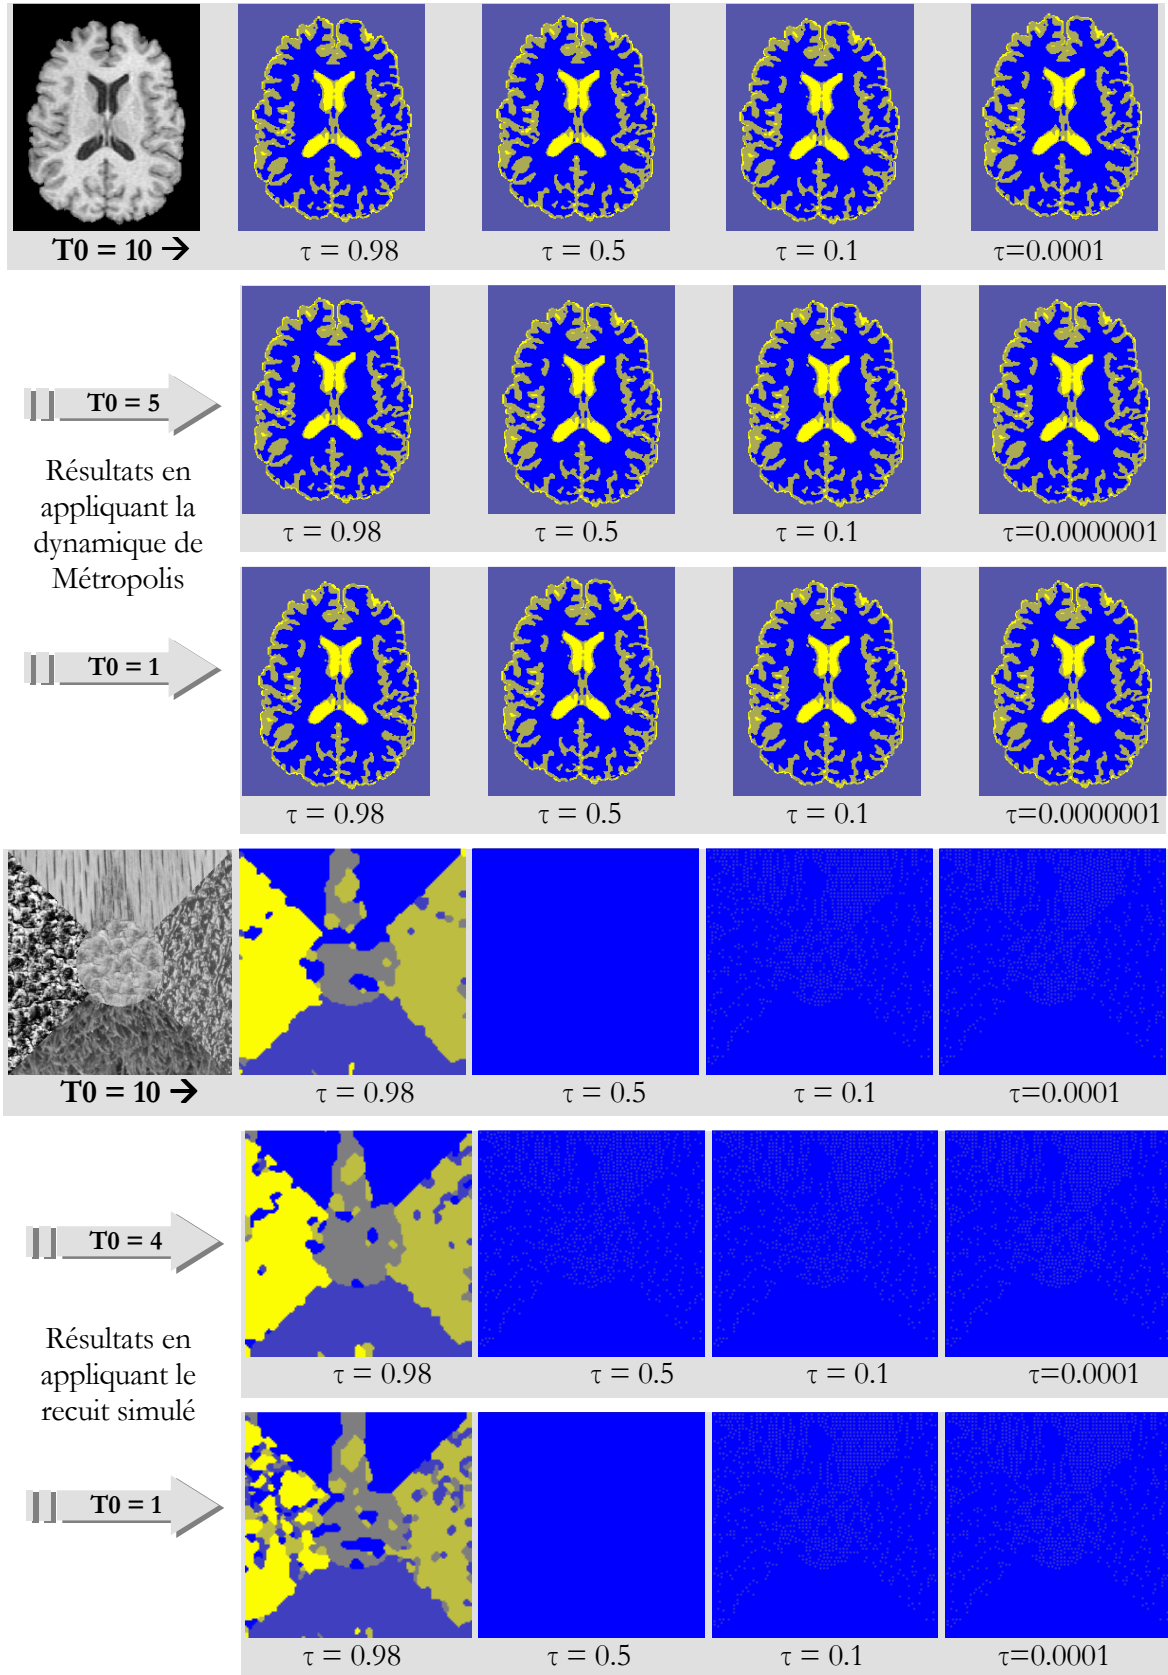 T0 = 10 →
τ = 0.98
τ = 0.5
τ = 0.1
τ=0.0001
T0 = 5
Résultats en
appliquant la
dynamique de
Métropolis
τ = 0.98
τ = 0.5
τ = 0.1
τ=0.0000001
T0 = 1
τ = 0.98
τ = 0.5
τ = 0.1
τ=0.0000001
T0 = 10 →
τ = 0.98
τ = 0.5
τ = 0.1
τ=0.0001
T0 = 4
Résultats en
appliquant le
recuit simulé
τ = 0.98
τ = 0.5
τ = 0.1
τ=0.0001
T0 = 1
τ = 0.98
τ = 0.5
τ = 0.1
τ=0.0001